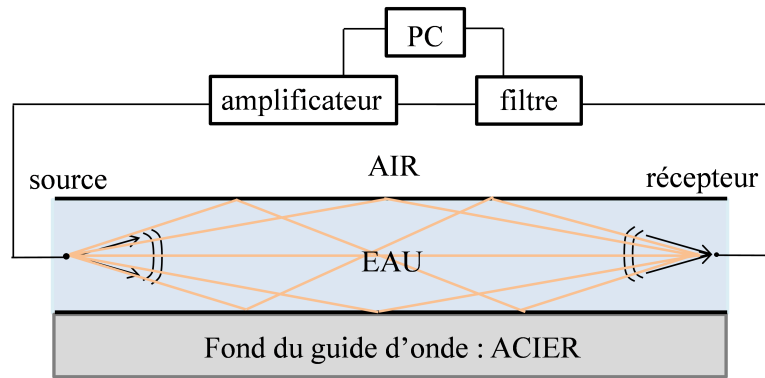 PC
amplificateur
filtre
AIR
source
récepteur
EAU
Fond du guide d'onde : ACIER